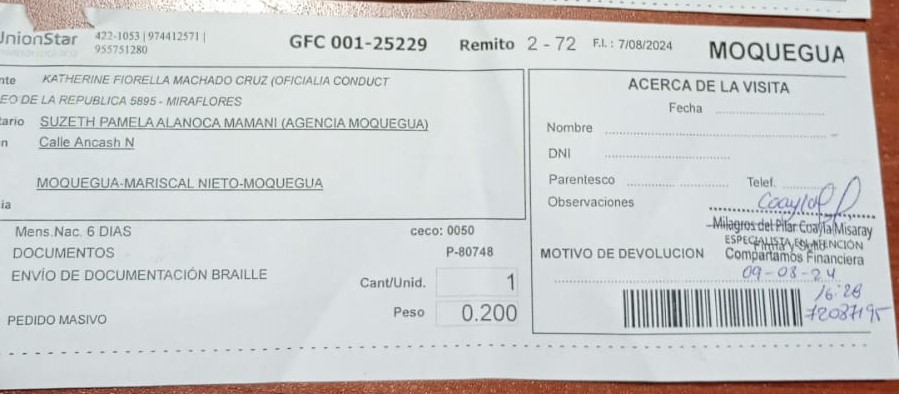 UnionStar 422-1053 | 974412571 |
955751280
GFC 001-25229 Remito 2 - 72 F.I. : 7/08/2024 MOQUEGUA
nte KATHERINE FIORELLA MACHADO CRUZ (OFICIALIA CONDUCT
EO DE LA REPUBLICA 5895 - MIRAFLORES
tario SUZETH PAMELA ALANOCA MAMANI (AGENCIA MOQUEGUA)
n Calle Ancash N
MOQUEGUA-MARISCAL NIETO-MOQUEGUA
ia
Mens.Nac. 6 DIAS ceco: 0050
DOCUMENTOS P-80748
ENVÍO DE DOCUMENTACIÓN BRAILLE
Cant/Unid. 1
Peso 0.200
PEDIDO MASIVO
ACERCA DE LA VISITA
Fecha
Nombre
DNI
Parentesco Telef.
Observaciones
Coayla
Milagros del Pilar Coayla Misaray
ESPECIALISTA EN ATENCIÓN
Firma y Sello
MOTIVO DE DEVOLUCION Compartamos Financiera
09-08-24
16:28
72087195